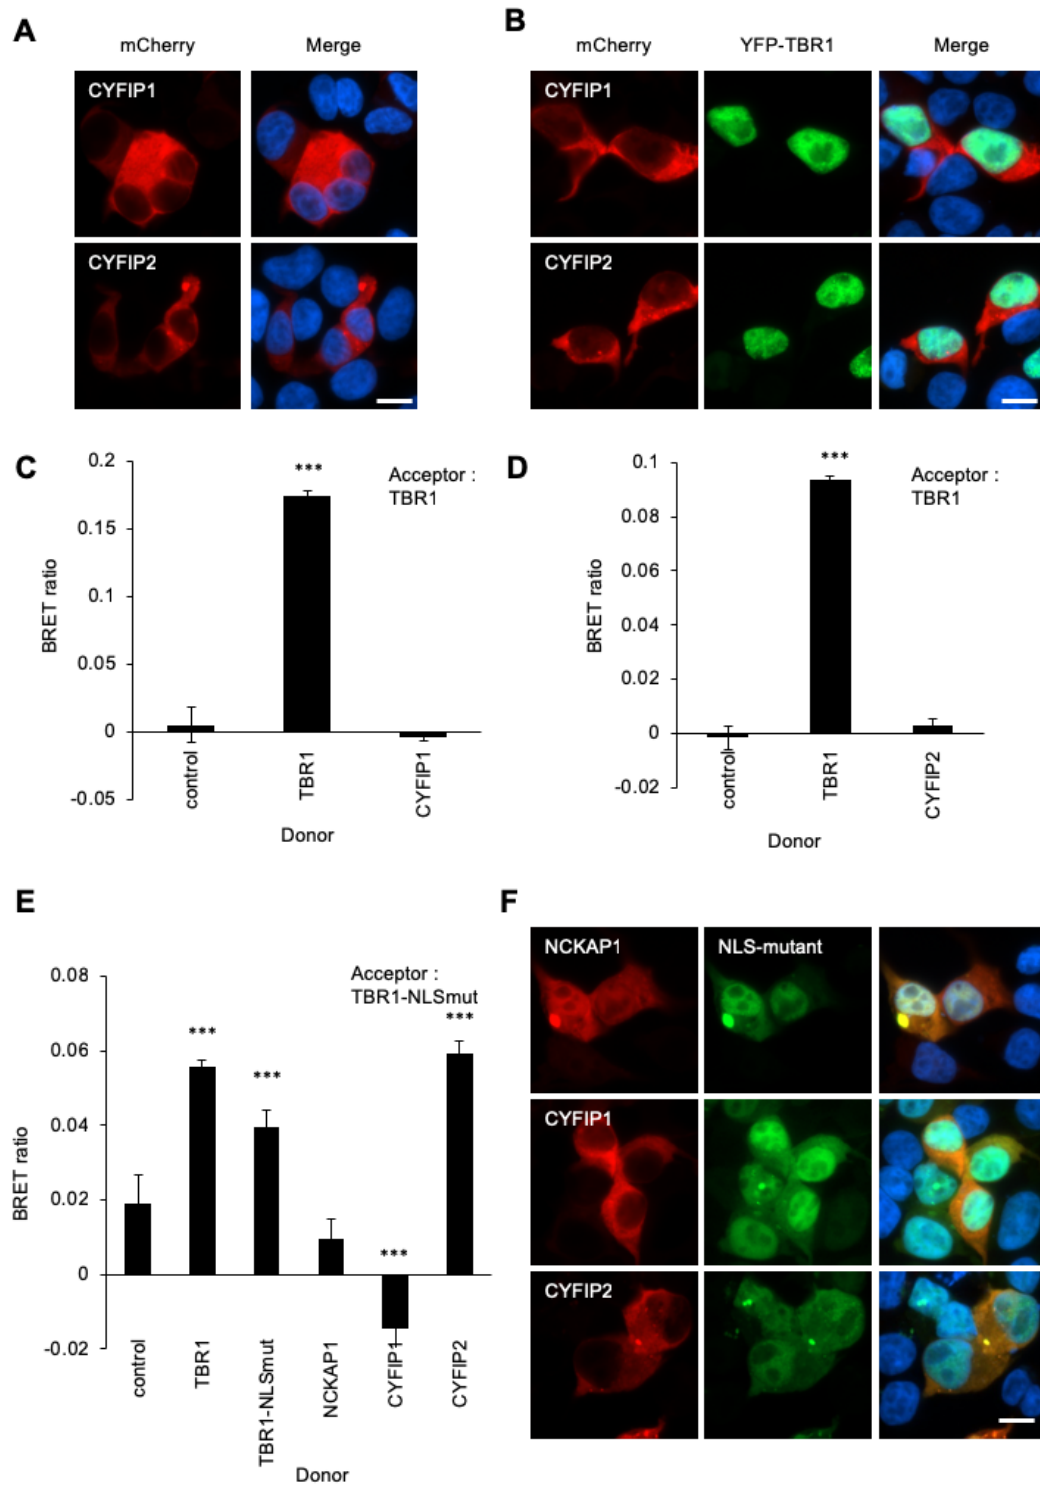 A
mCherry
Merge
CYFIP1
CYFIP2
B
mCherry
YFP-TBR1
Merge
CYFIP1
CYFIP2
C
0.2
0.15
0.1
0.05
0
-0.05
BRET ratio
***
Acceptor :
TBR1
control
TBR1
CYFIP1
Donor
D
0.1
0.08
0.06
0.04
0.02
0
-0.02
BRET ratio
***
Acceptor :
TBR1
control
TBR1
CYFIP2
Donor
E
0.08
0.06
0.04
0.02
0
-0.02
BRET ratio
Acceptor :
TBR1-NLSmut
***
***
***
***
control
TBR1
TBR1-NLSmut
NCKAP1
CYFIP1
CYFIP2
Donor
F
NCKAP1
NLS-mutant
CYFIP1
CYFIP2